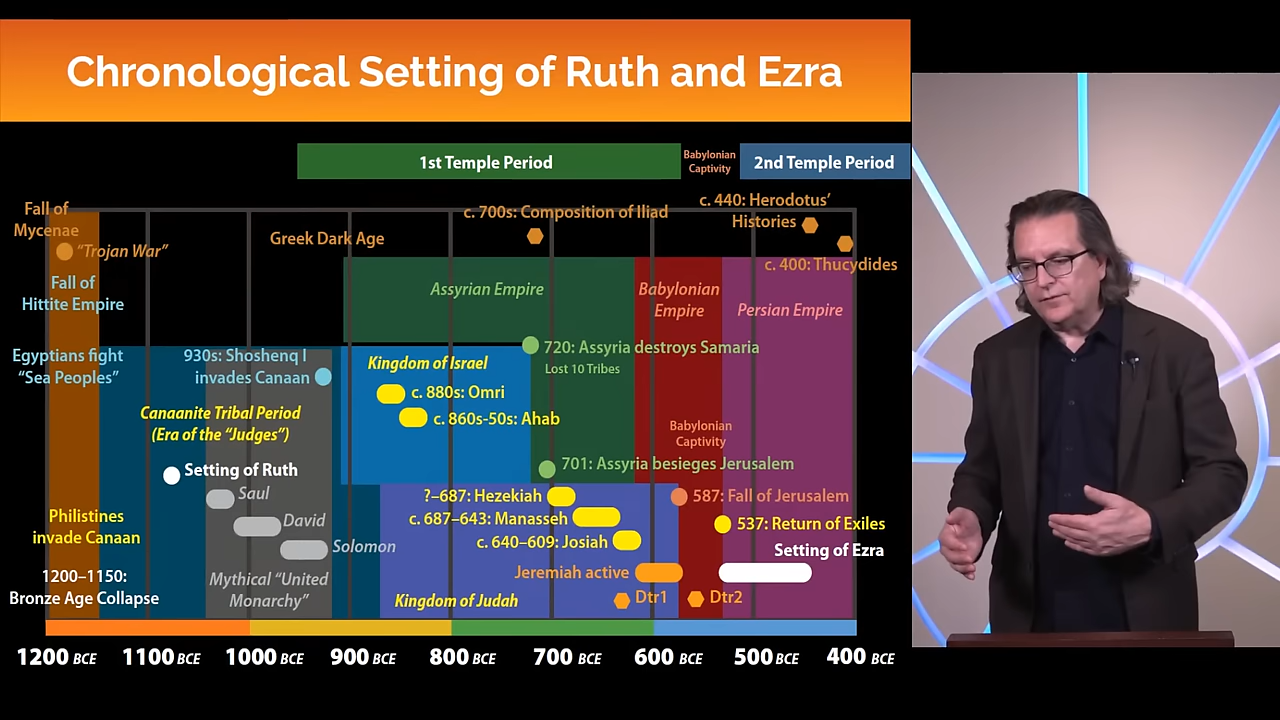 Chronological Setting of Ruth and Ezra
1st Temple Period
Babylonian
Captivity
2nd Temple Period
Fall of
Mycenae
"Trojan War"
Greek Dark Age
c. 700s: Composition of Iliad
c. 440: Herodotus'
Histories
c. 400: Thucydides
Fall of
Hittite Empire
Assyrian Empire
Babylonian
Empire
Persian Empire
Egyptians fight
"Sea Peoples"
930s: Shoshenq I
invades Canaan
Kingdom of Israel
720: Assyria destroys Samaria
Lost 10 Tribes
c. 880s: Omri
c. 860s-50s: Ahab
Canaanite Tribal Period
(Era of the "Judges")
Babylonian
Captivity
Setting of Ruth
701: Assyria besieges Jerusalem
Saul
?–687: Hezekiah
587: Fall of Jerusalem
Philistines
invade Canaan
David
c. 687–643: Manasseh
537: Return of Exiles
Solomon
c. 640–609: Josiah
Setting of Ezra
1200–1150:
Bronze Age Collapse
Mythical "United
Monarchy"
Jeremiah active
Kingdom of Judah
Dtr1
Dtr2
1200 BCE
1100 BCE
1000 BCE
900 BCE
800 BCE
700 BCE
600 BCE
500 BCE
400 BCE